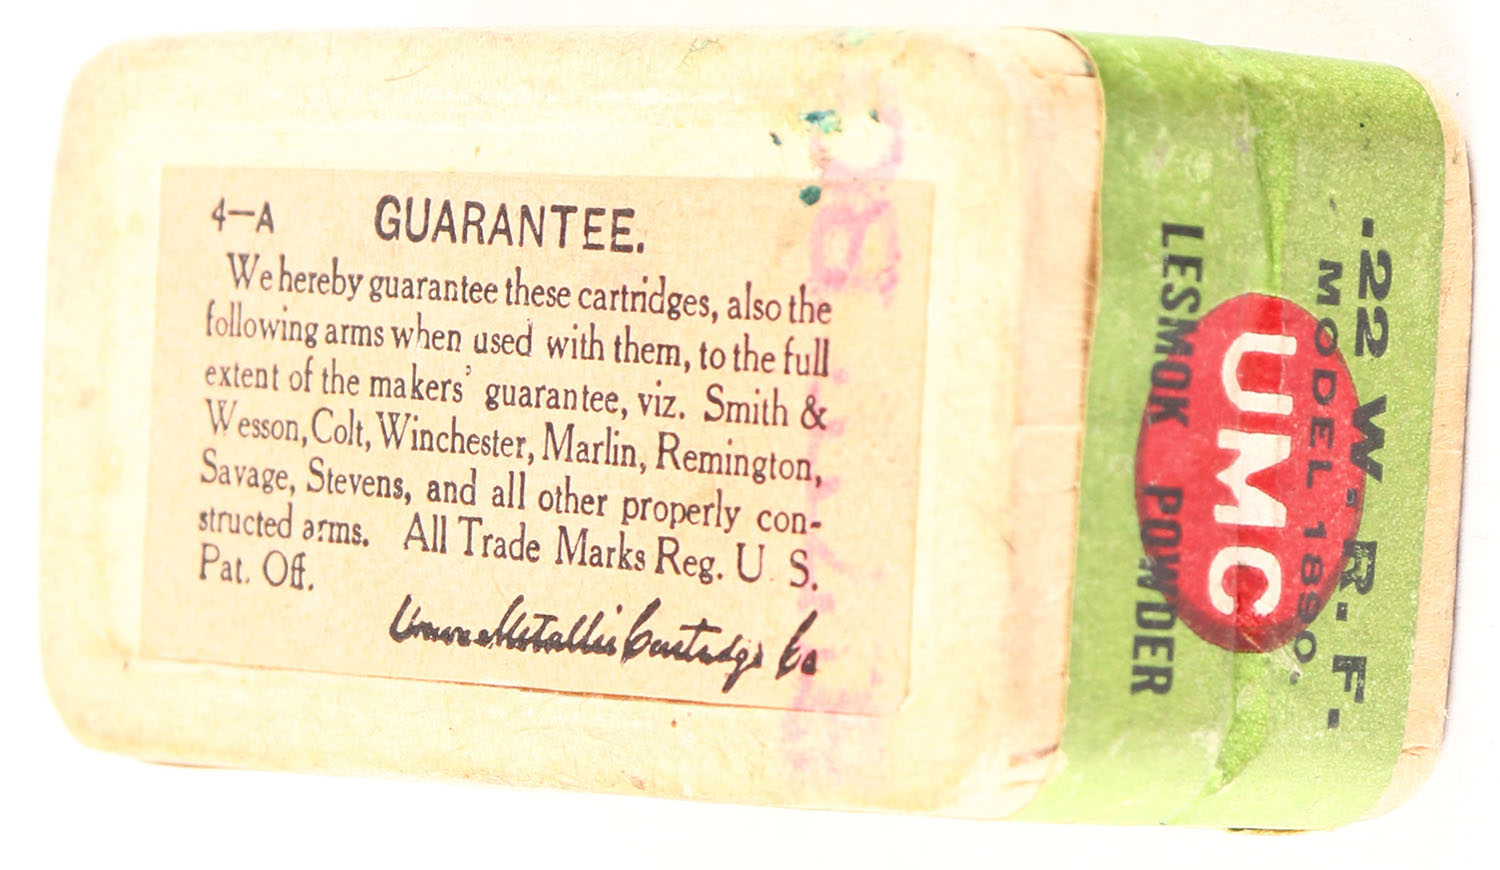 4—A GUARANTEE.
We hereby guarantee these cartridges, also the
following arms when used with them, to the full
extent of the makers' guarantee, viz. Smith &
Wesson, Colt, Winchester, Marlin, Remington,
Savage, Stevens, and all other properly con-
structed arms. All Trade Marks Reg. U. S.
Pat. Off.
Union Metallic Cartridge Co
.22 W. R. F.
MODEL 1890.
UMC
LESMOK POWDER